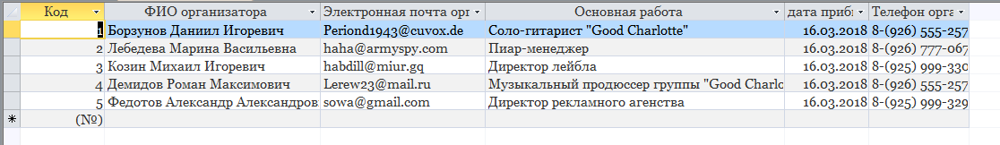 Код ФИО организатора Электронная почта орг Основная работа дата приб Телефон орга
1 Борзунов Даниил Игоревич Periond1943@cuvox.de Соло-гитарист "Good Charlotte" 16.03.2018 8-(926) 555-257
2 Лебедева Марина Васильевна haha@armyspy.com Пиар-менеджер 16.03.2018 8-(926) 777-067
3 Козин Михаил Игоревич habdill@miur.gq Директор лейбла 16.03.2018 8-(925) 999-330
4 Демидов Роман Максимович Lerew23@mail.ru Музыкальный продюссер группы "Good Charlo 16.03.2018 8-(926) 555-257
5 Федотов Александр Александров sowa@gmail.com Директор рекламного агенства 16.03.2018 8-(925) 999-329
(№)